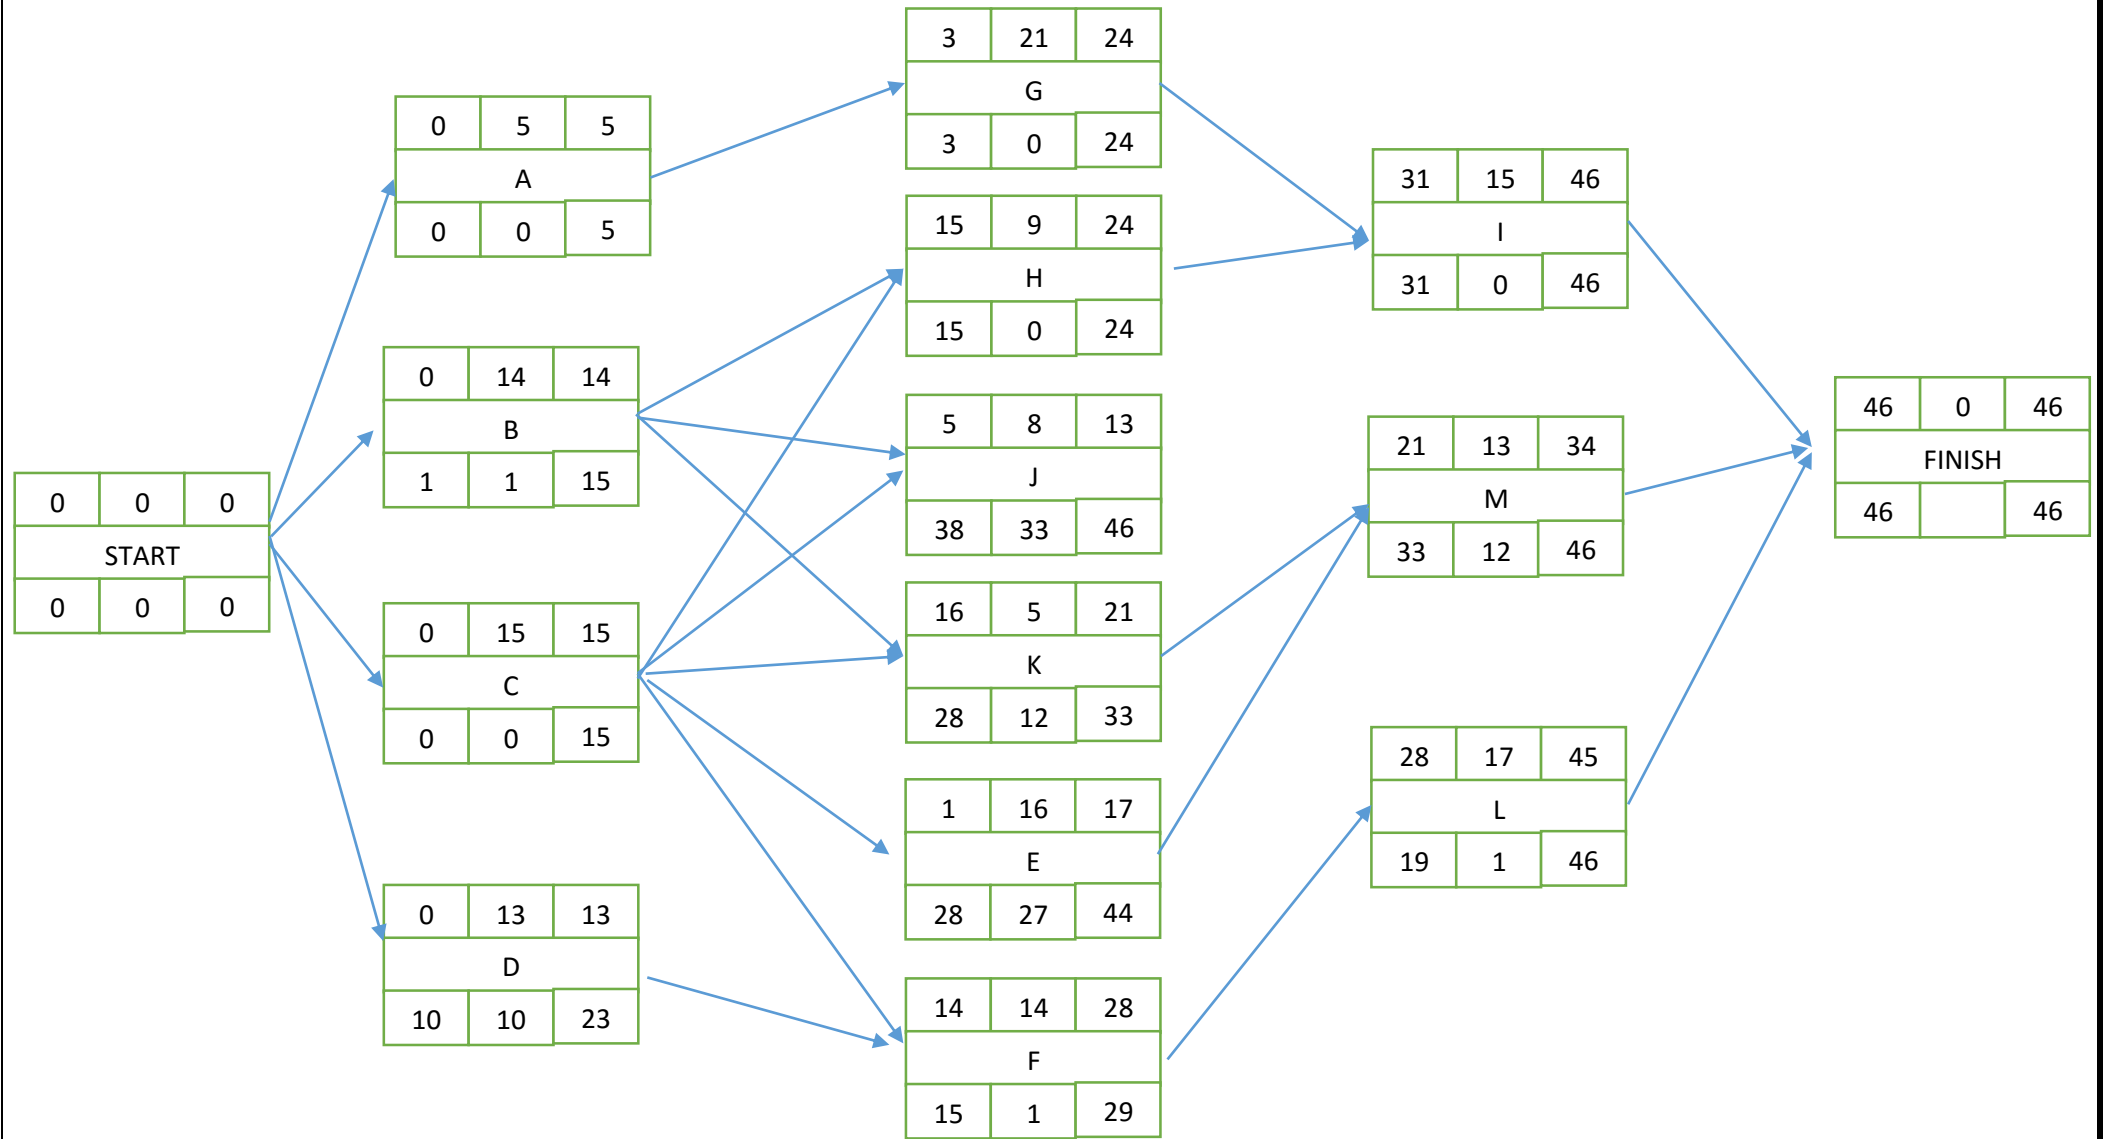 3 21 24
G
3 0 24
0 5 5
A
0 0 5
15 9 24
H
15 0 24
31 15 46
I
31 0 46
0 14 14
B
1 1 15
5 8 13
J
38 33 46
46 0 46
FINISH
46 46
21 13 34
M
33 12 46
0 0 0
START
0 0 0
0 15 15
C
0 0 15
16 5 21
K
28 12 33
28 17 45
L
19 1 46
1 16 17
E
28 27 44
0 13 13
D
10 10 23
14 14 28
F
15 1 29